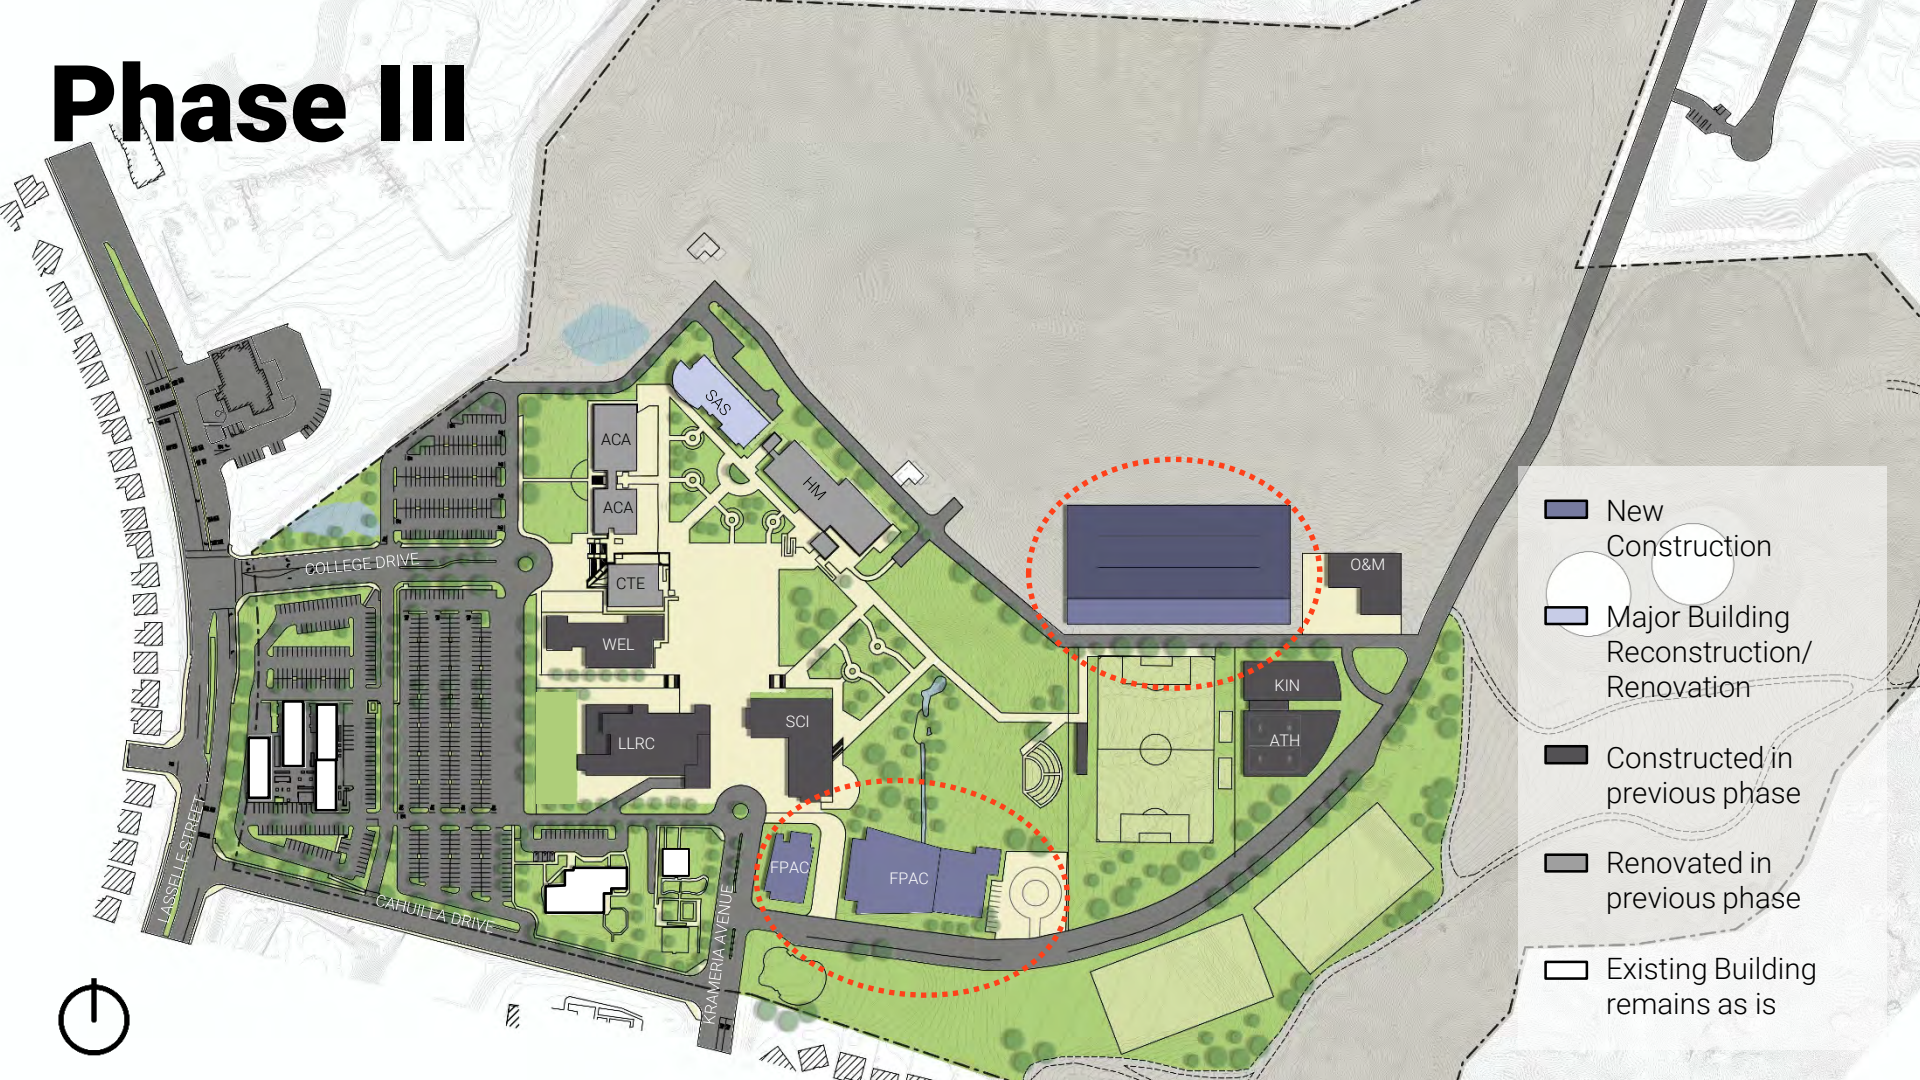 Phase III
SAS
ACA
HM
ACA
COLLEGE DRIVE
CTE
O&M
WEL
KIN
SCI
LLRC
ATH
LASSELLE STREET
FPAC
FPAC
CAHUILLA DRIVE
KRAMERIA AVENUE
New
Construction
Major Building
Reconstruction/
Renovation
Constructed in
previous phase
Renovated in
previous phase
Existing Building
remains as is